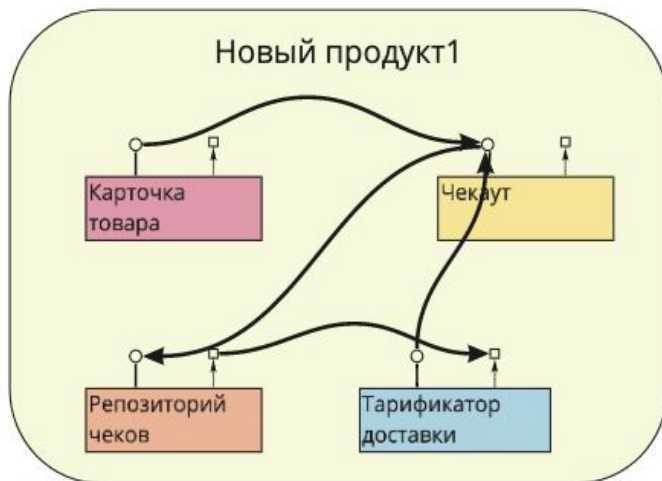 Новый продукт1
Карточка
товара
Чекаут
Репозиторий
чеков
Тарификатор
доставки